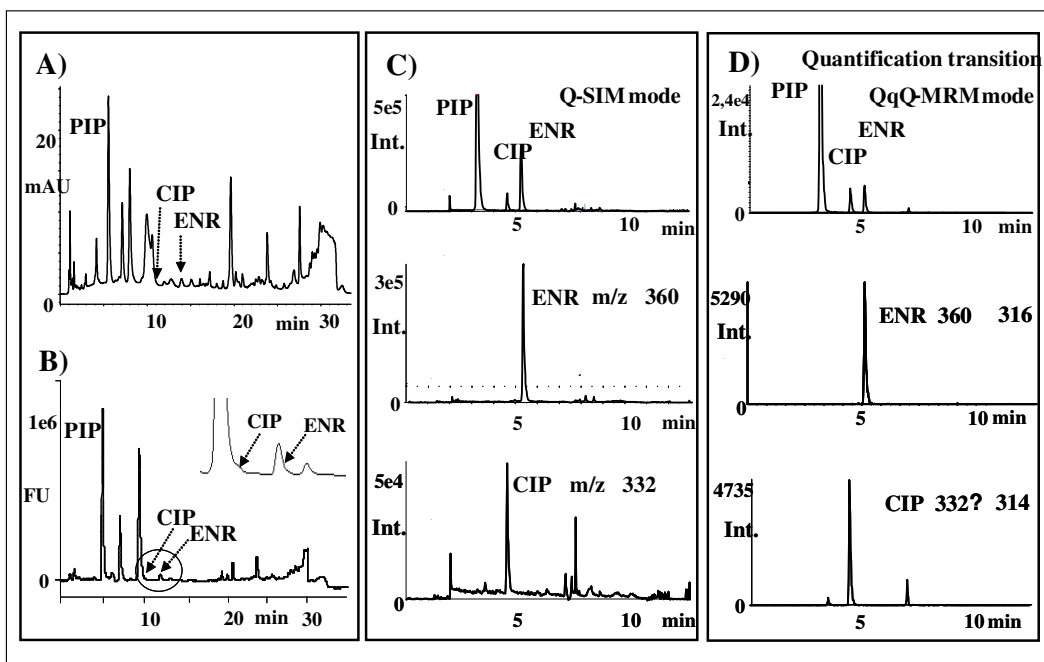 A)
20
PIP
mAU
CIP
ENR
0
10
20
min
30
B)
1e6
PIP
CIP
ENR
FU
CIP
ENR
0
10
20
min
30
C)
Q-SIM mode
5e5
PIP
ENR
Int.
CIP
0
5
10
min
3e5
ENR m/z 360
Int.
0
5
10
min
5e4
CIP m/z 332
Int.
0
5
10
min
D)
Quantification transition
PIP
QqQ-MRM mode
2,4e4
ENR
Int.
CIP
0
5
10
min
5290
ENR 360 316
Int.
0
5
10 min
4735
CIP 332? 314
Int.
0
5
10 min